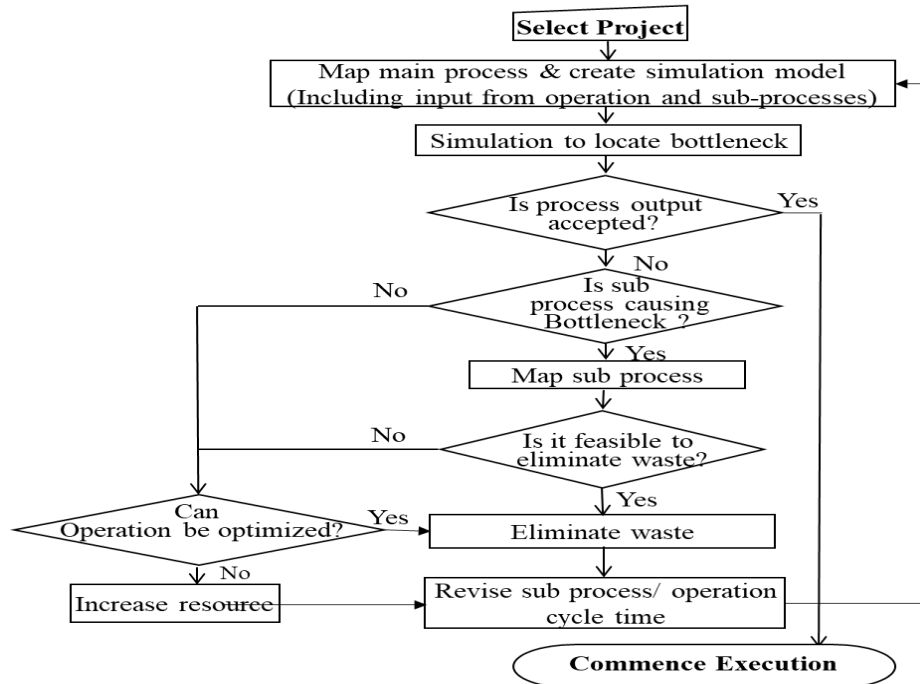 Select Project
Map main process & create simulation model
(Including input from operation and sub-processes)
Simulation to locate bottleneck
Is process output
accepted?
Yes
No
Is sub
process causing
Bottleneck ?
No
Yes
Map sub process
Is it feasible to
eliminate waste?
No
Yes
Can
Operation be optimized?
Yes
Eliminate waste
No
Increase resource
Revise sub process/ operation
cycle time
Commence Execution